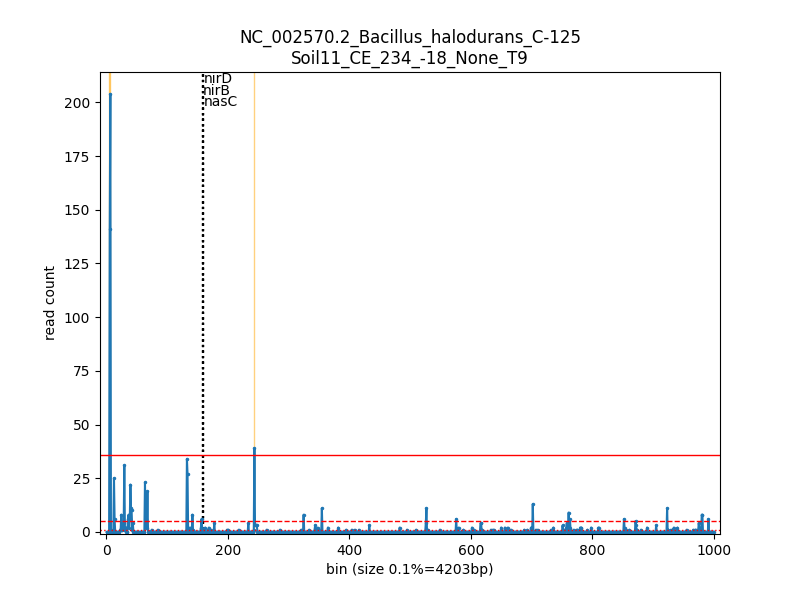 NC_002570.2_Bacillus_halodurans_C-125
Soil11_CE_234_-18_None_T9
nirD
nirB
nasC
200
175
150
125
100
75
50
25
0
read count
0 200 400 600 800 1000
bin (size 0.1%=4203bp)